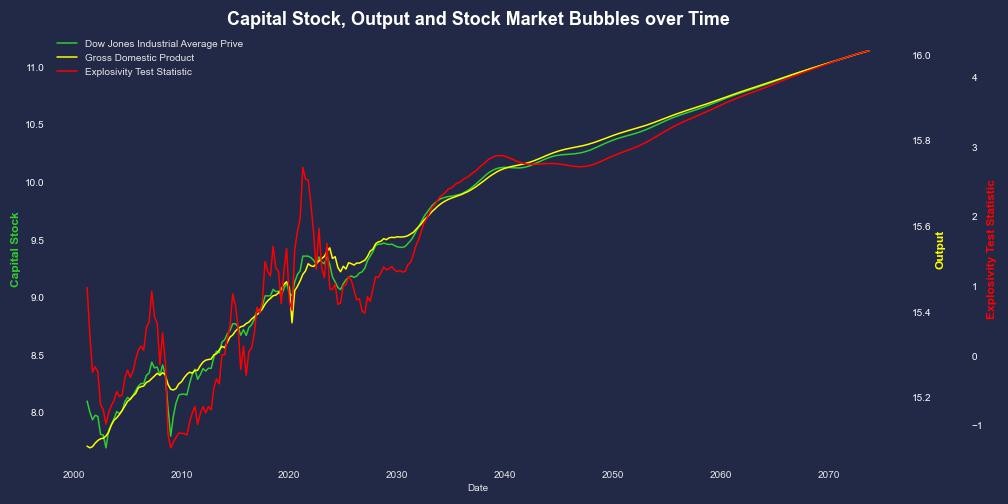 Capital Stock, Output and Stock Market Bubbles over Time
Dow Jones Industrial Average Prive
Gross Domestic Product
Explosivity Test Statistic
Capital Stock
11.0
10.5
10.0
9.5
9.0
8.5
8.0
16.0
15.8
15.6
15.4
15.2
Output
4
3
2
1
0
−1
Explosivity Test Statistic
2000 2010 2020 2030 2040 2050 2060 2070
Date